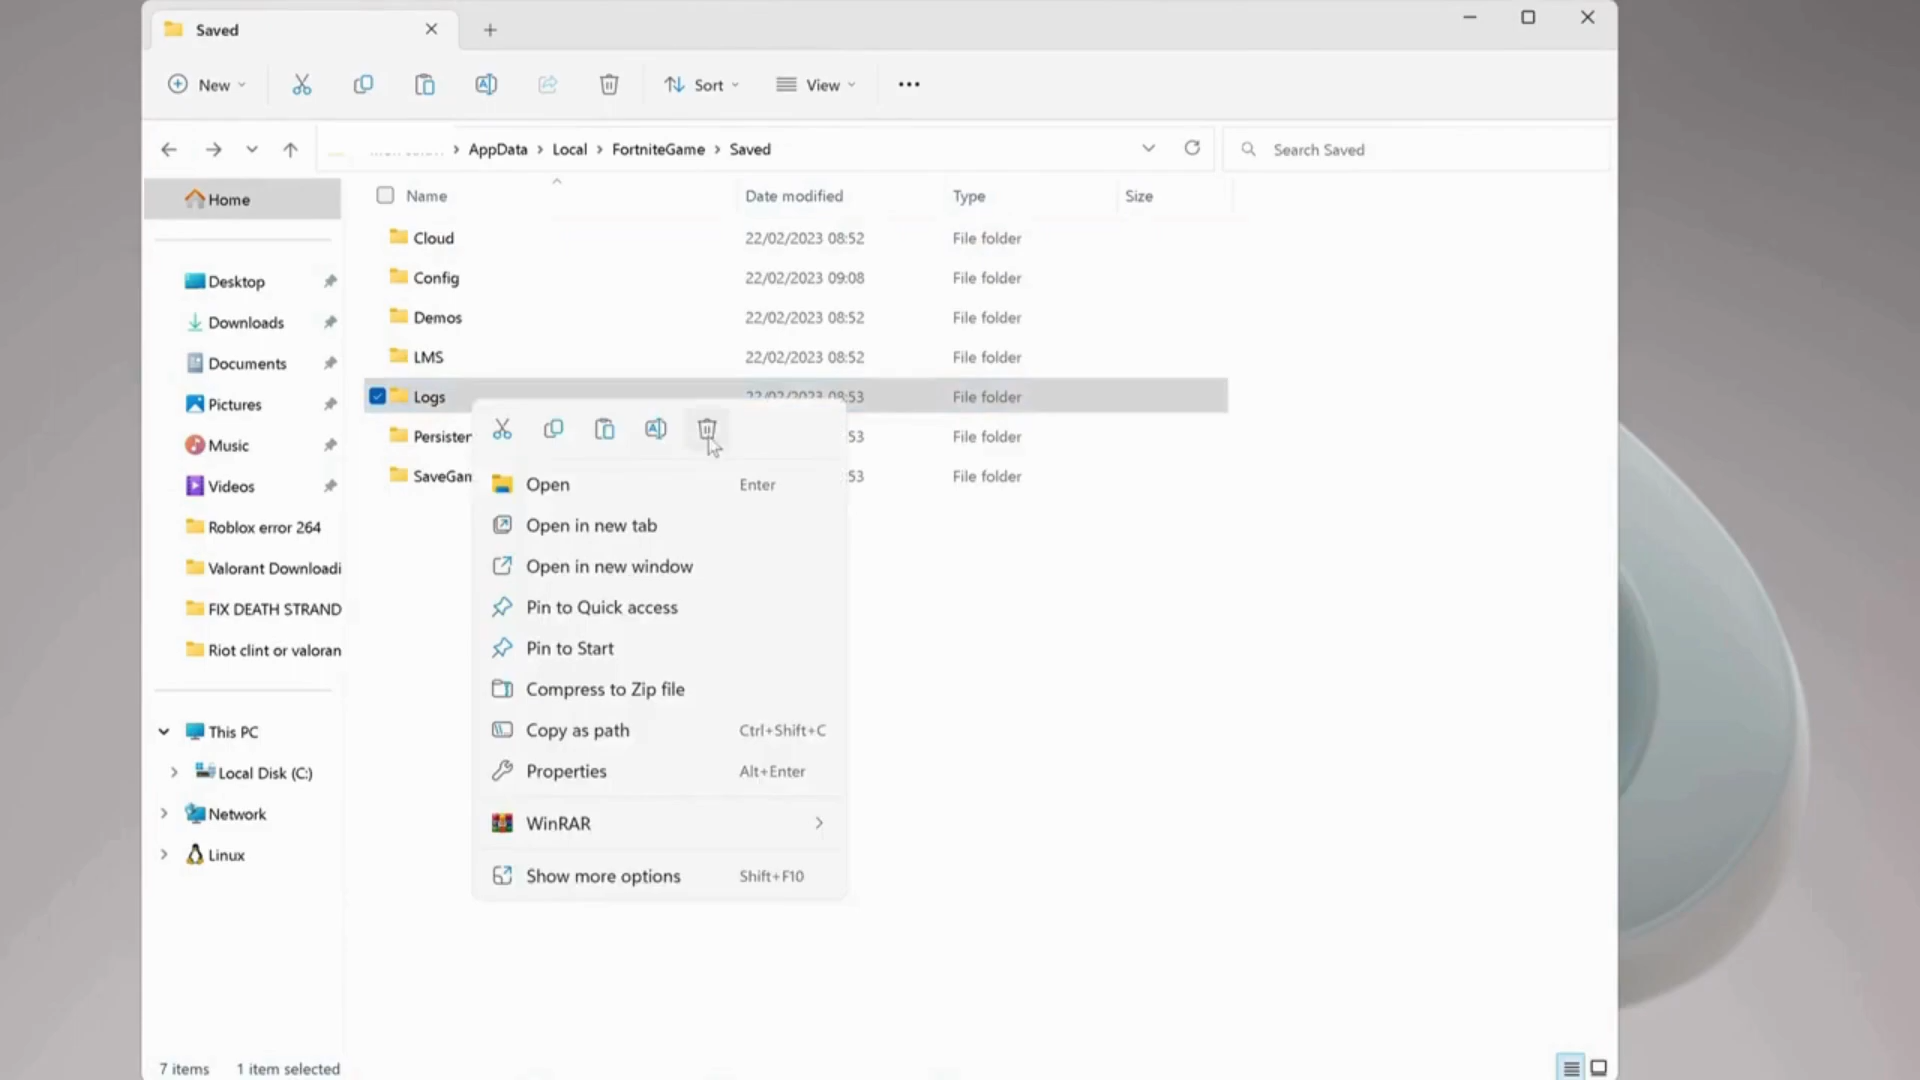 Saved
New
Sort
View
AppData > Local > FortniteGame > Saved
Search Saved
Name Date modified Type Size
Home
Cloud 22/02/2023 08:52 File folder
Config 22/02/2023 09:08 File folder
Demos 22/02/2023 08:52 File folder
LMS 22/02/2023 08:52 File folder
Logs 22/02/2023 08:53 File folder
Persister 53 File folder
SaveGan 53 File folder
Desktop
Downloads
Documents
Pictures
Music
Videos
Roblox error 264
Valorant Downloadi
FIX DEATH STRAND
Riot clint or valoran
This PC
Local Disk (C:)
Network
Linux
Open Enter
Open in new tab
Open in new window
Pin to Quick access
Pin to Start
Compress to Zip file
Copy as path Ctrl+Shift+C
Properties Alt+Enter
WinRAR
Show more options Shift+F10
7 items 1 item selected